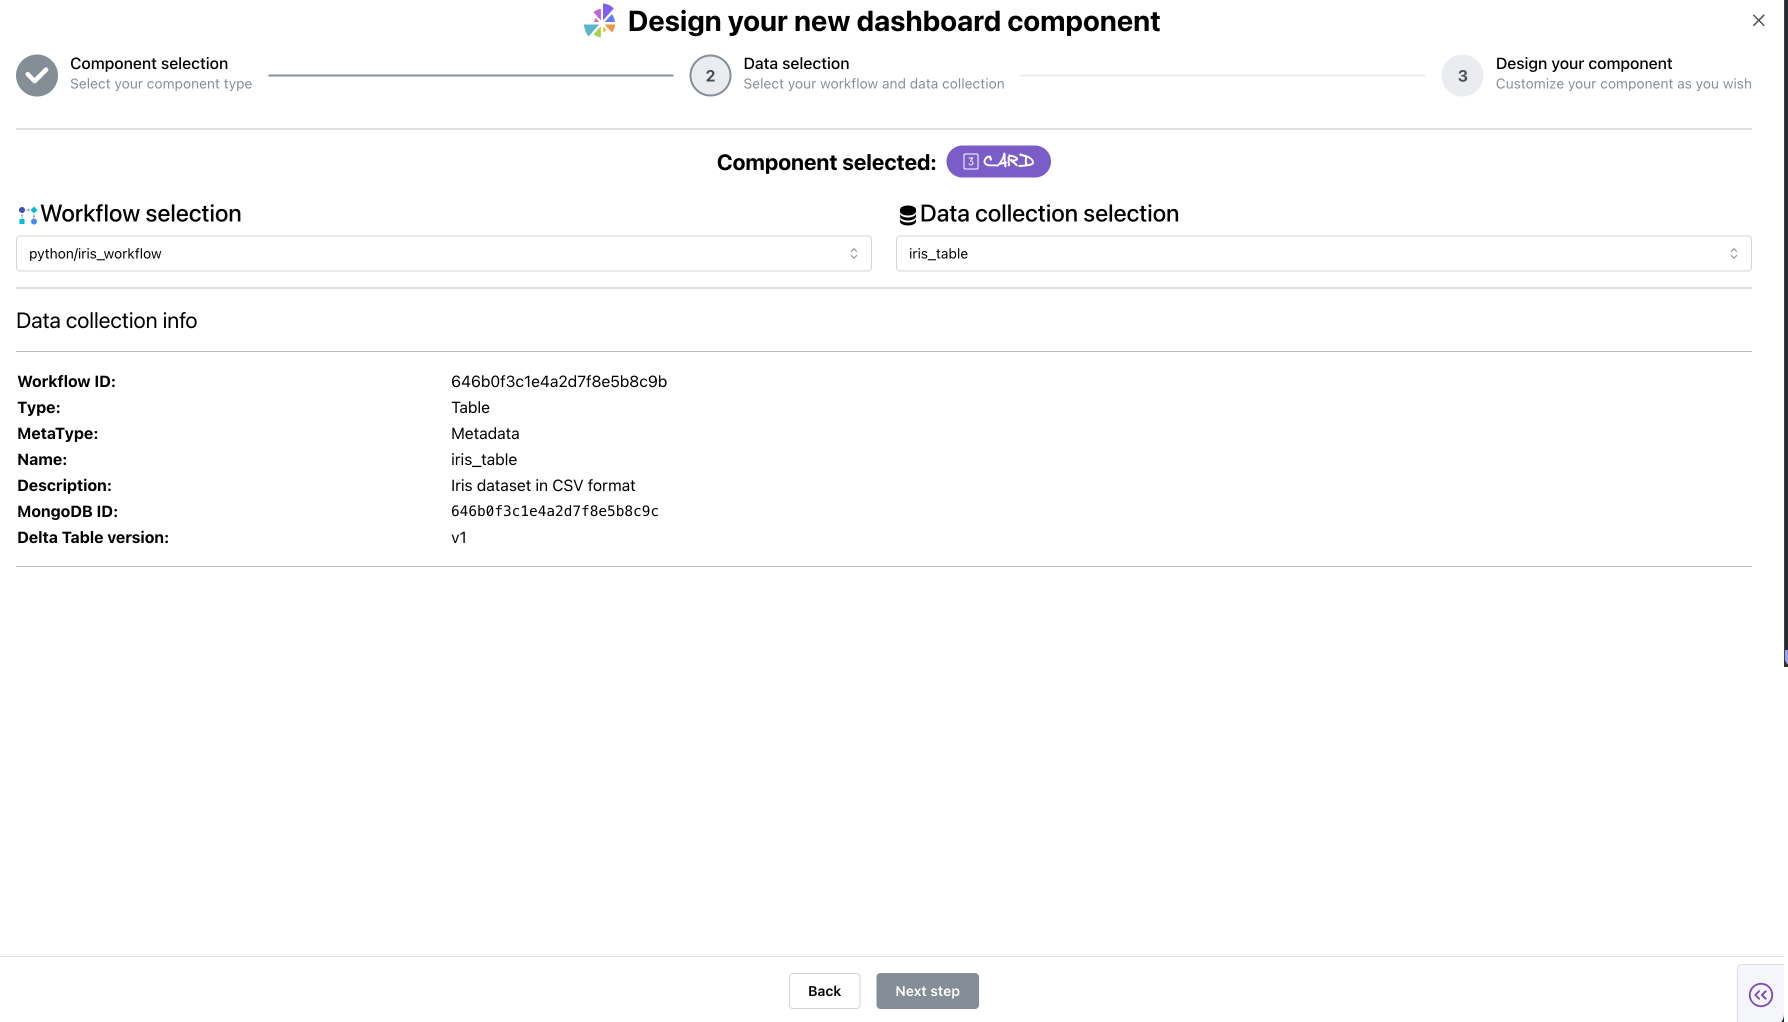 Design your new dashboard component
Component selection
Select your component type
2
Data selection
Select your workflow and data collection
3
Design your component
Customize your component as you wish
Component selected:
3 CARD
Workflow selection
python/iris_workflow
Data collection selection
iris_table
Data collection info
Workflow ID: 646b0f3c1e4a2d7f8e5b8c9b
Type: Table
MetaType: Metadata
Name: iris_table
Description: Iris dataset in CSV format
MongoDB ID: 646b0f3c1e4a2d7f8e5b8c9c
Delta Table version: v1
Back
Next step